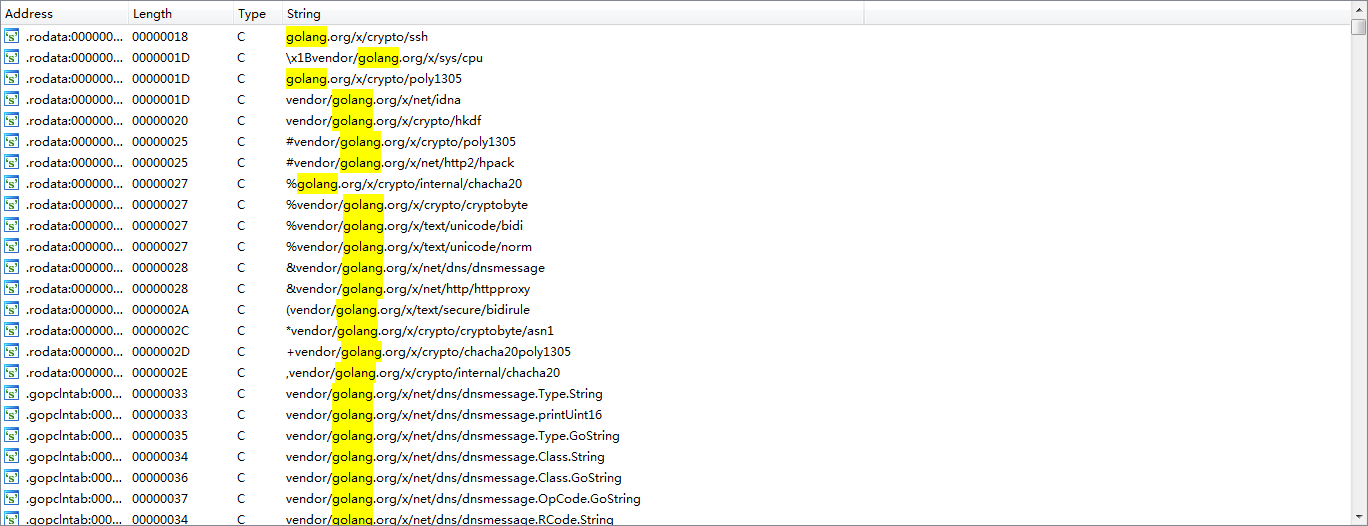 Address Length Type String
.rodata:000000... 00000018 C golang.org/x/crypto/ssh
.rodata:000000... 0000001D C \x1Bvendor/golang.org/x/sys/cpu
.rodata:000000... 0000001D C golang.org/x/crypto/poly1305
.rodata:000000... 0000001D C vendor/golang.org/x/net/idna
.rodata:000000... 00000020 C vendor/golang.org/x/crypto/hkdf
.rodata:000000... 00000025 C #vendor/golang.org/x/crypto/poly1305
.rodata:000000... 00000025 C #vendor/golang.org/x/net/http2/hpack
.rodata:000000... 00000027 C %golang.org/x/crypto/internal/chacha20
.rodata:000000... 00000027 C %vendor/golang.org/x/crypto/cryptobyte
.rodata:000000... 00000027 C %vendor/golang.org/x/text/unicode/bidi
.rodata:000000... 00000027 C %vendor/golang.org/x/text/unicode/norm
.rodata:000000... 00000028 C &vendor/golang.org/x/net/dns/dnsmessage
.rodata:000000... 00000028 C &vendor/golang.org/x/net/http/httpproxy
.rodata:000000... 0000002A C (vendor/golang.org/x/text/secure/bidirule
.rodata:000000... 0000002C C *vendor/golang.org/x/crypto/cryptobyte/asn1
.rodata:000000... 0000002D C +vendor/golang.org/x/crypto/chacha20poly1305
.rodata:000000... 0000002E C ,vendor/golang.org/x/crypto/internal/chacha20
.gopclntab:000... 00000033 C vendor/golang.org/x/net/dns/dnsmessage.Type.String
.gopclntab:000... 00000033 C vendor/golang.org/x/net/dns/dnsmessage.printUint16
.gopclntab:000... 00000035 C vendor/golang.org/x/net/dns/dnsmessage.Type.GoString
.gopclntab:000... 00000034 C vendor/golang.org/x/net/dns/dnsmessage.Class.String
.gopclntab:000... 00000036 C vendor/golang.org/x/net/dns/dnsmessage.Class.GoString
.gopclntab:000... 00000037 C vendor/golang.org/x/net/dns/dnsmessage.OpCode.GoString
.gopclntab:000... 00000034 C vendor/golang.org/x/net/dns/dnsmessage.RCode.String